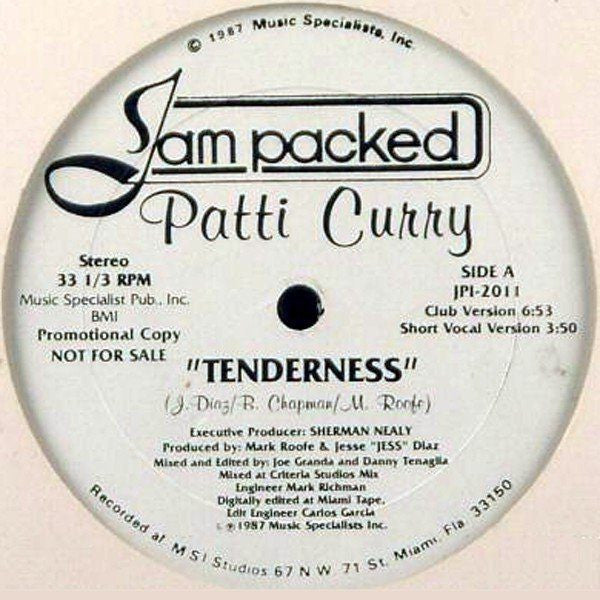 © 1987 Music Specialists, Inc.
Jam packed
Patti Curry
Stereo
33 1/3 RPM
Music Specialist Pub., Inc.
BMI
Promotional Copy
NOT FOR SALE
SIDE A
JPI-2011
Club Version 6:53
Short Vocal Version 3:50
"TENDERNESS"
(J. Diaz/B. Chapman/M. Roofe)
Executive Producer: SHERMAN NEALY
Produced by: Mark Roofe & Jesse "JESS" Diaz
Mixed and Edited by: Joe Granda and Danny Tenaglia
Mixed at Criteria Studios Mix
Engineer Mark Richman
Digitally edited at Miami Tape,
Edit Engineer Carlos Garcia
℗ 1987 Music Specialists Inc.
Recorded at MSI Studios 67 N W 71 St. Miami, Fla 33150